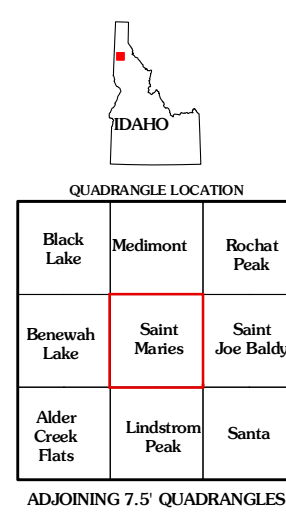 IDAHO
QUADRANGLE LOCATION
Black
Lake
Medimont
Rochat
Peak
Benewah
Lake
Saint
Maries
Saint
Joe Baldy
Alder
Creek
Flats
Lindstrom
Peak
Santa
ADJOINING 7.5' QUADRANGLES